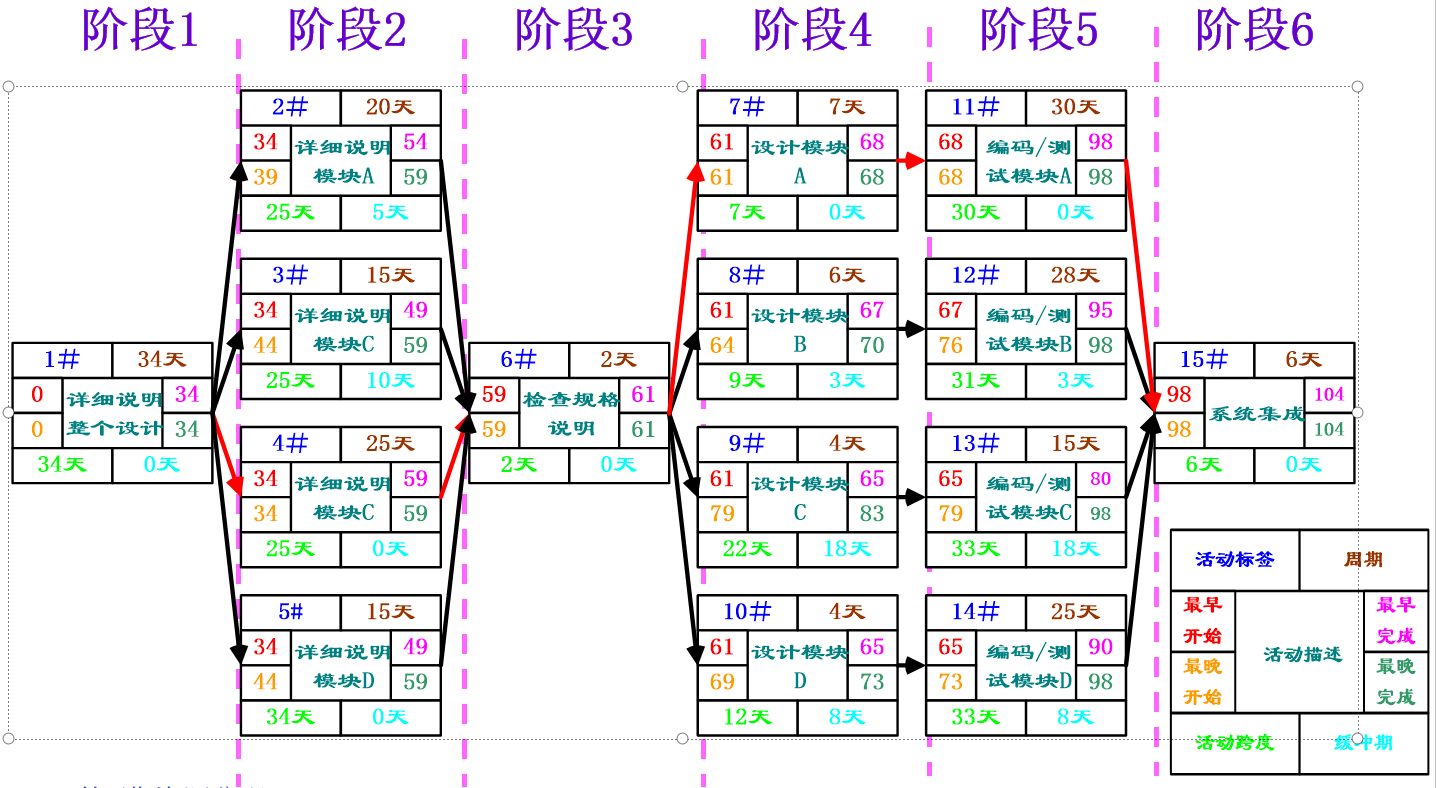 阶段1 阶段2 阶段3 阶段4 阶段5 阶段6
2# 20天
34 详细说明 54
39 模块A 59
25天 5天
7# 7天
61 设计模块 68
61 A 68
7天 0天
11# 30天
68 编码/测 98
68 试模块A 98
30天 0天
3# 15天
34 详细说明 49
44 模块C 59
25天 10天
8# 6天
61 设计模块 67
64 B 70
9天 3天
12# 28天
67 编码/测 95
76 试模块B 98
31天 3天
1# 34天
0 详细说明 34
0 整个设计 34
34天 0天
6# 2天
59 检查规格 61
59 说明 61
2天 0天
15# 6天
98 系统集成 104
98 104
6天 0天
4# 25天
34 详细说明 59
34 模块C 59
25天 0天
9# 4天
61 设计模块 65
79 C 83
22天 18天
13# 15天
65 编码/测 80
79 试模块C 98
33天 18天
5# 15天
34 详细说明 49
44 模块D 59
34天 0天
10# 4天
61 设计模块 65
69 D 73
12天 8天
14# 25天
65 编码/测 90
73 试模块D 98
33天 8天
活动标签 周期
最早 最早
开始 完成
活动描述
最晚 最晚
开始 完成
活动跨度 缓冲期